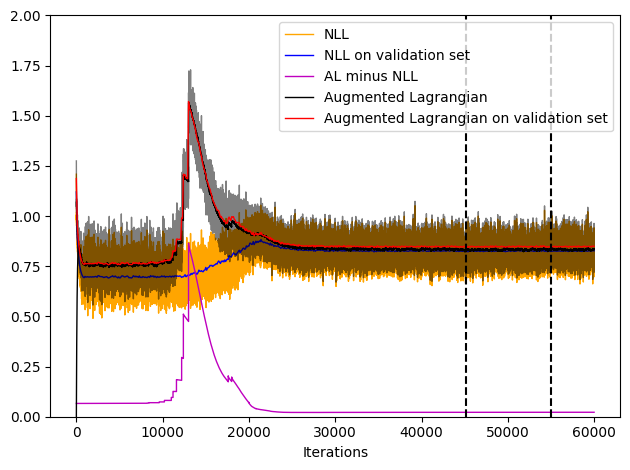 2.00
1.75
1.50
1.25
1.00
0.75
0.50
0.25
0.00
NLL
NLL on validation set
AL minus NLL
Augmented Lagrangian
Augmented Lagrangian on validation set
0 10000 20000 30000 40000 50000 60000
Iterations